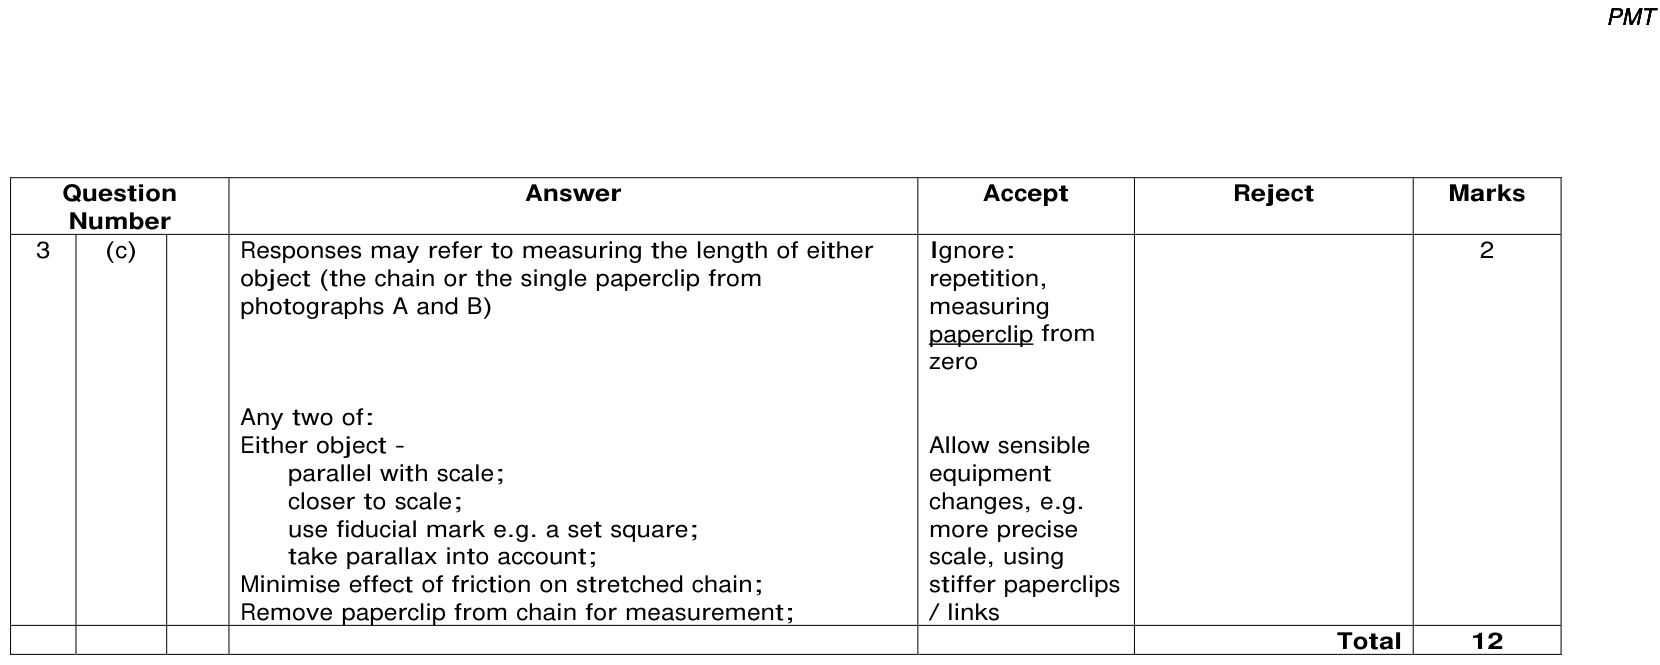 PMT
Question Number
Answer
Accept
Reject
Marks
3
(c)
Responses may refer to measuring the length of either
object (the chain or the single paperclip from
photographs A and B)
Any two of:
Either object -
parallel with scale;
closer to scale;
use fiducial mark e.g. a set square;
take parallax into account;
Minimise effect of friction on stretched chain;
Remove paperclip from chain for measurement;
Ignore:
repetition,
measuring
paperclip from
zero
Allow sensible
equipment
changes, e.g.
more precise
scale, using
stiffer paperclips
/ links
2
Total
12